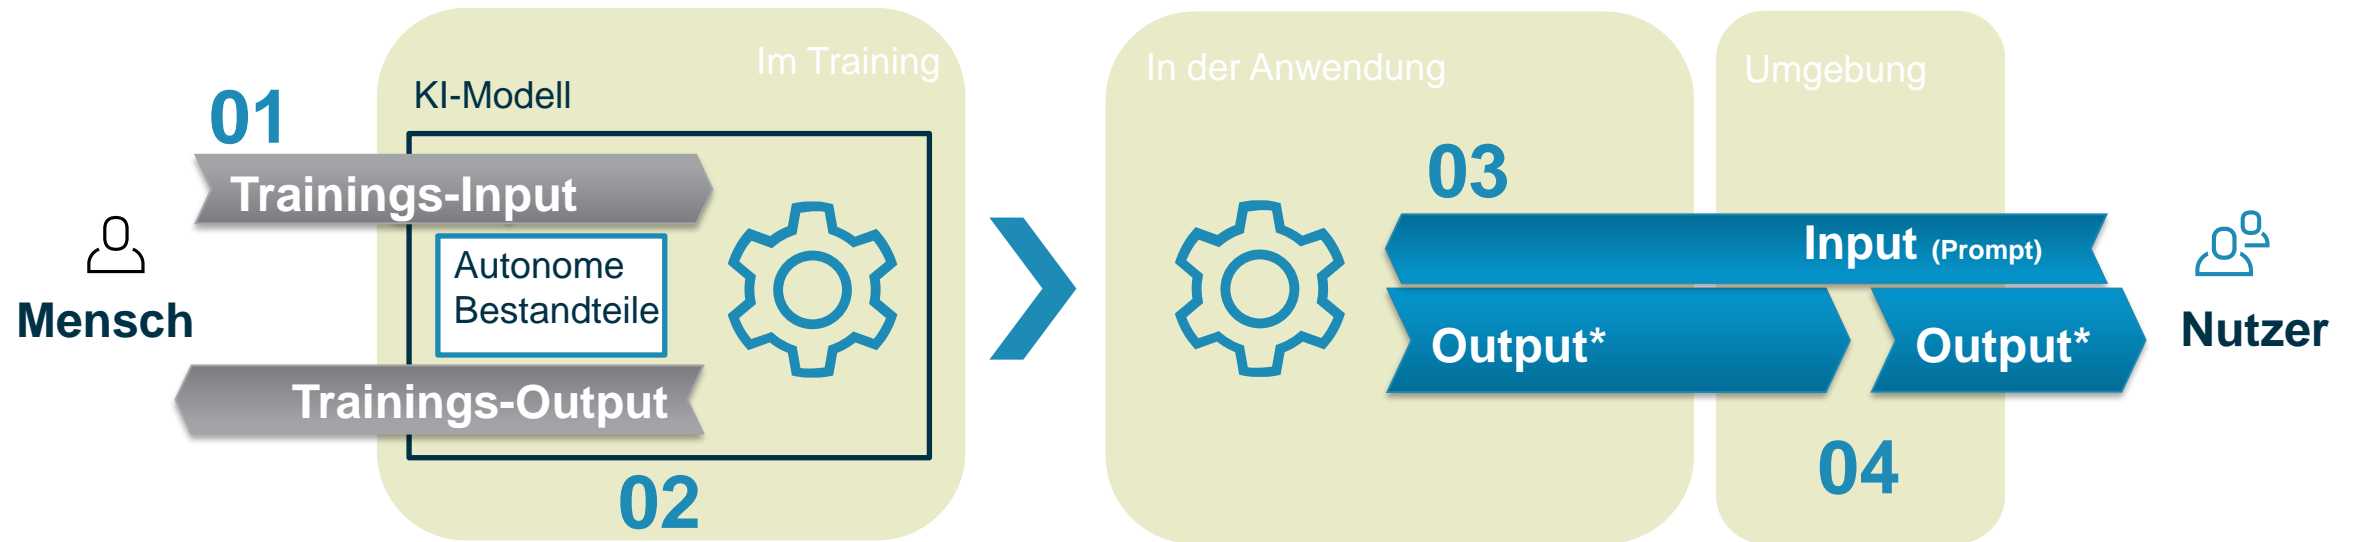 Im Training
In der Anwendung
Umgebung
KI-Modell
01
Trainings-Input
03
Input (Prompt)
Autonome
Bestandteile
Mensch
Nutzer
Output*
Output*
Trainings-Output
02
04